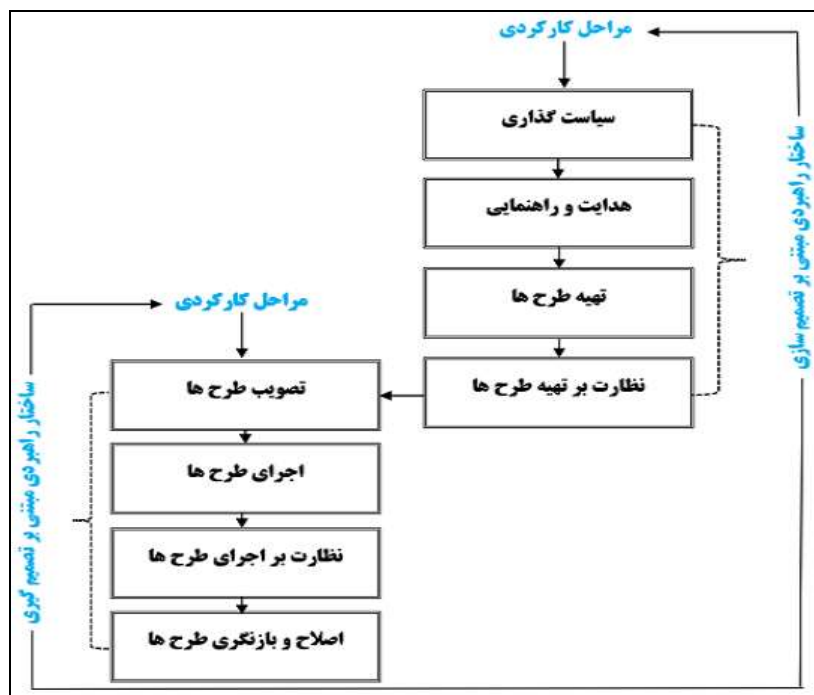 مراحل کارکردی
سیاست گذاری
هدایت و راهنمایی
تهیه طرح ها
نظارت بر تهیه طرح ها
ساختار راهبردی مبتنی بر تصمیم سازی
مراحل کارکردی
تصویب طرح ها
اجرای طرح ها
نظارت بر اجرای طرح ها
اصلاح و بازنگری طرح ها
ساختار راهبردی مبتنی بر تصمیم گیری